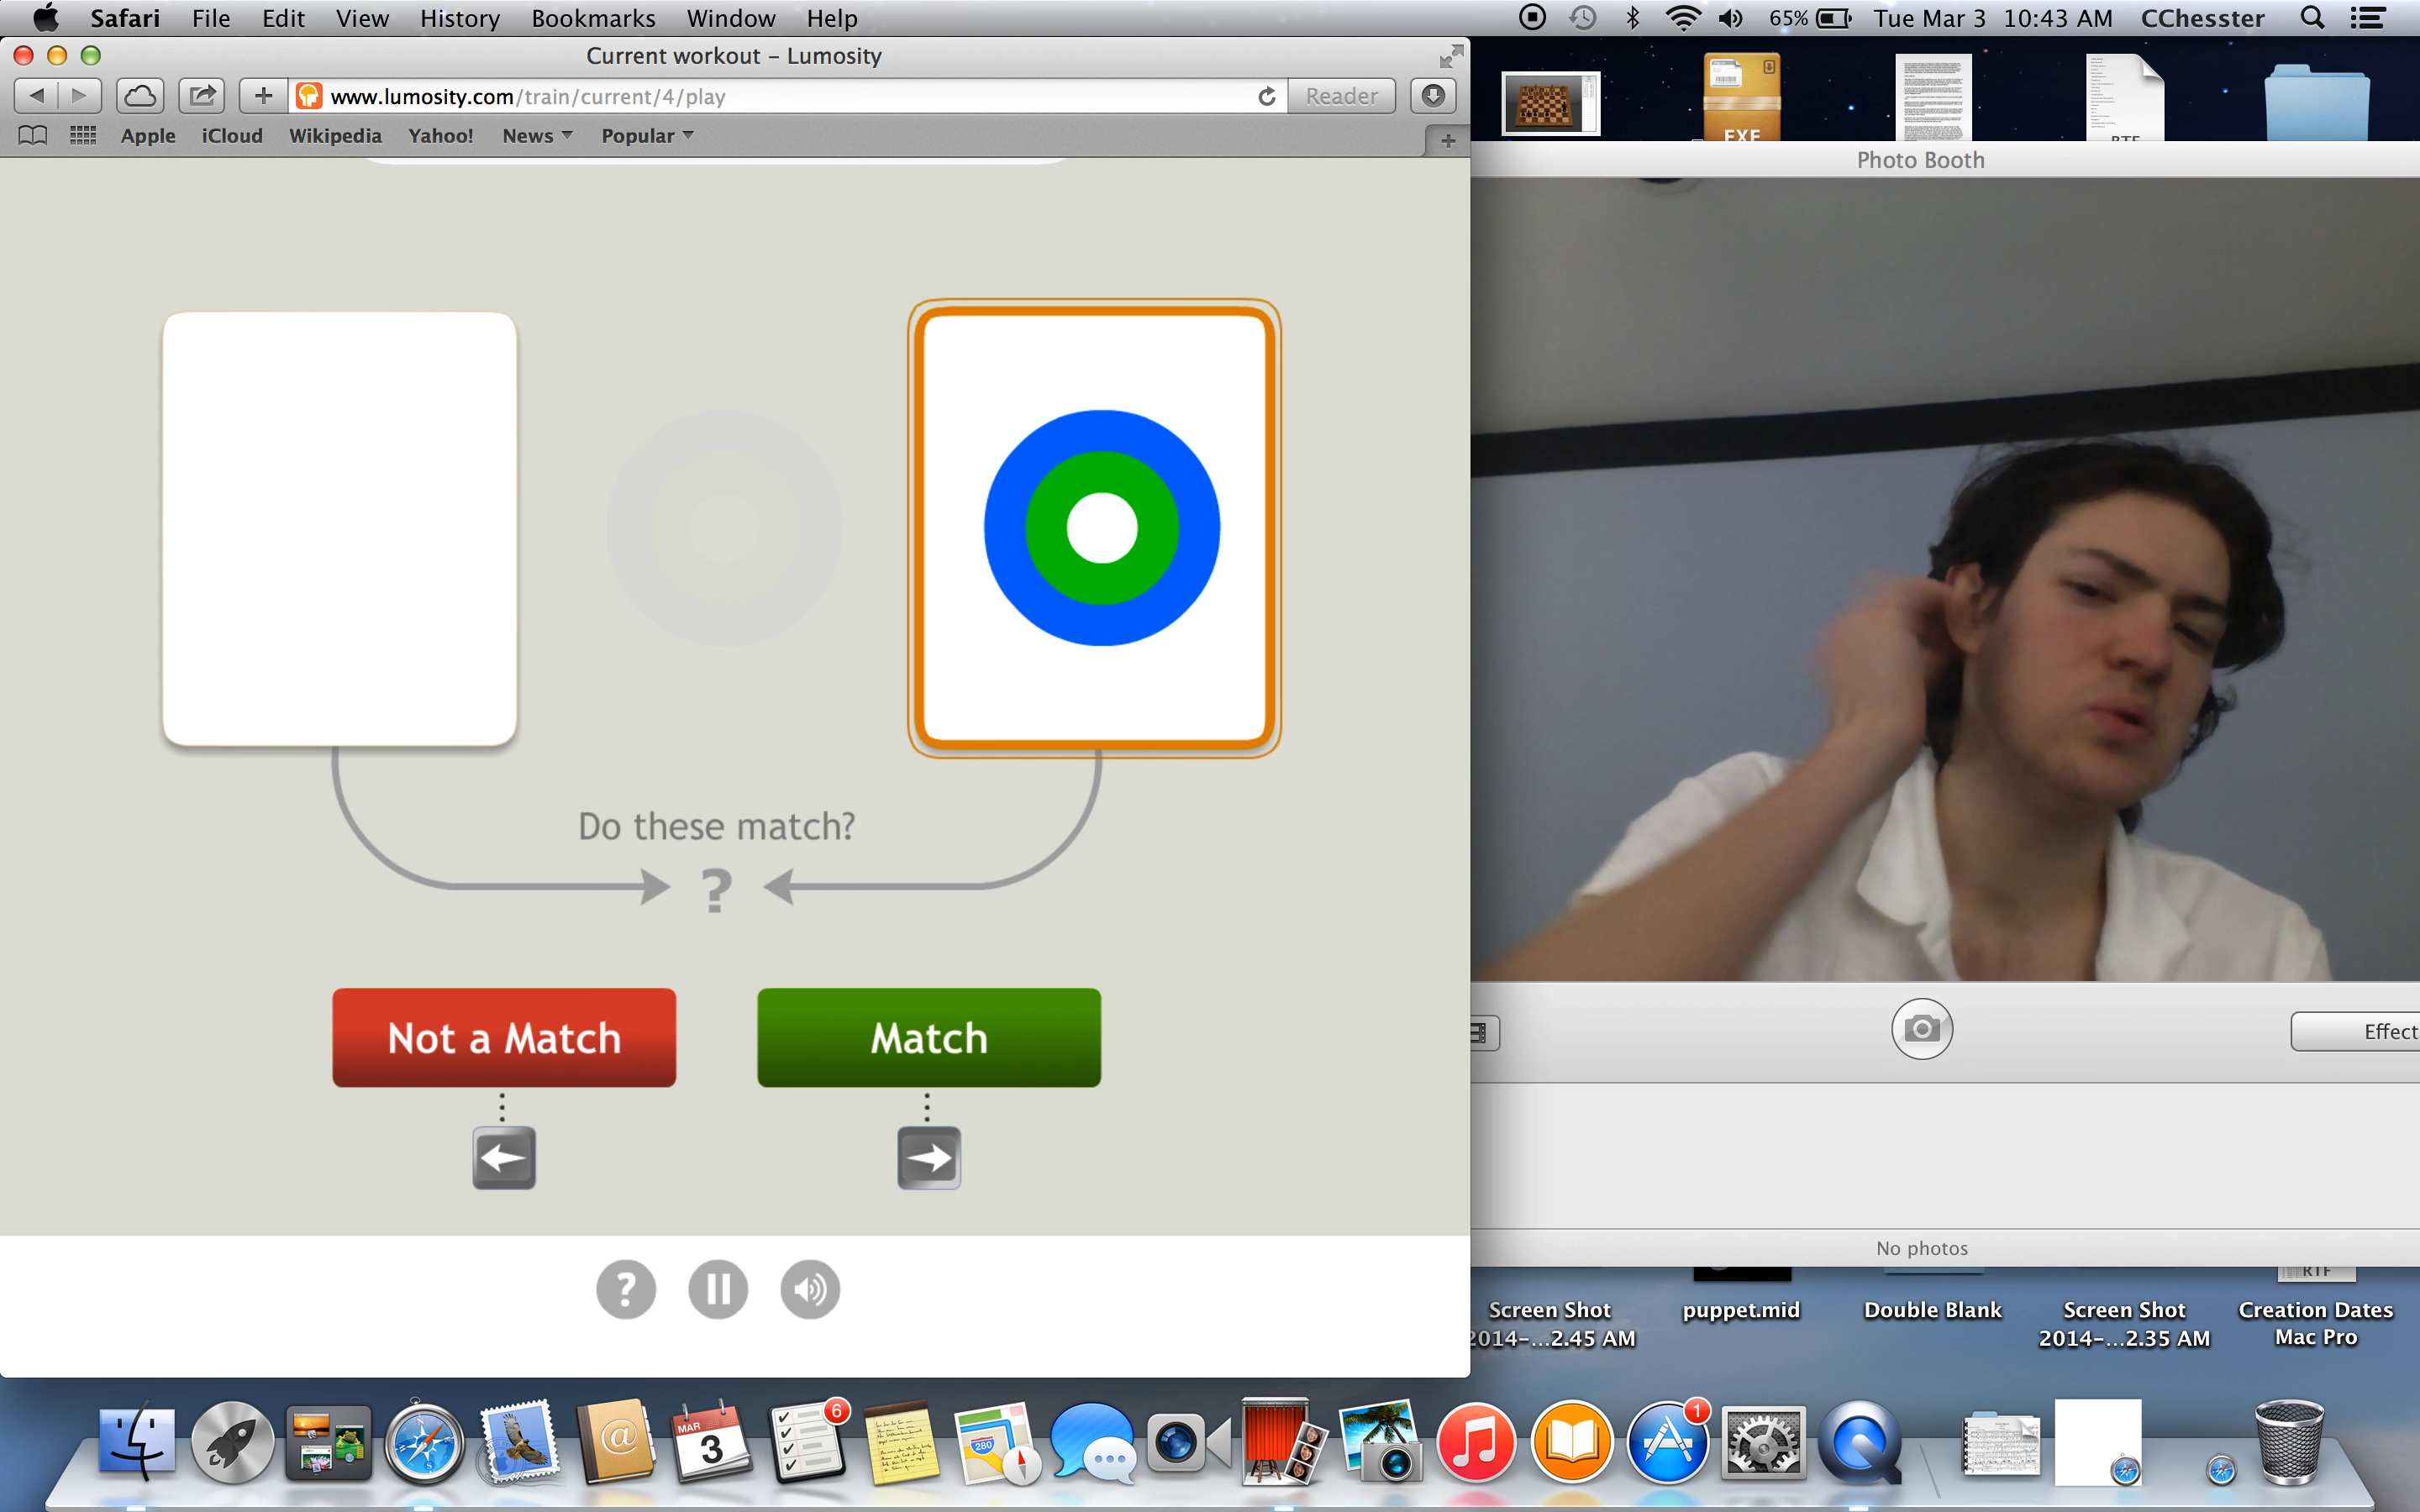 Safari File Edit View History Bookmarks Window Help 65% Tue Mar 3 10:43 AM CChesster
Current workout – Lumosity
www.lumosity.com/train/current/4/play Reader
Apple iCloud Wikipedia Yahoo! News Popular
EXE
RTF
Photo Booth
Do these match?
?
Not a Match Match
Effect
No photos
?
RTF
Screen Shot
2014-...2.45 AM
puppet.mid
Double Blank
Screen Shot
2014-...2.35 AM
Creation Dates
Mac Pro
MAR
3
6
280
1